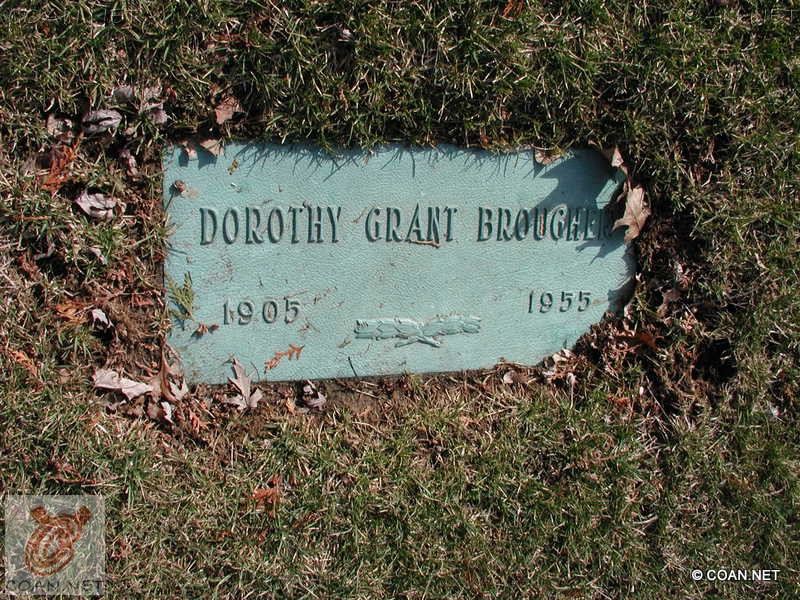 DOROTHY GRANT BROUGHER
1905 1955
COAN.NET
© COAN.NET